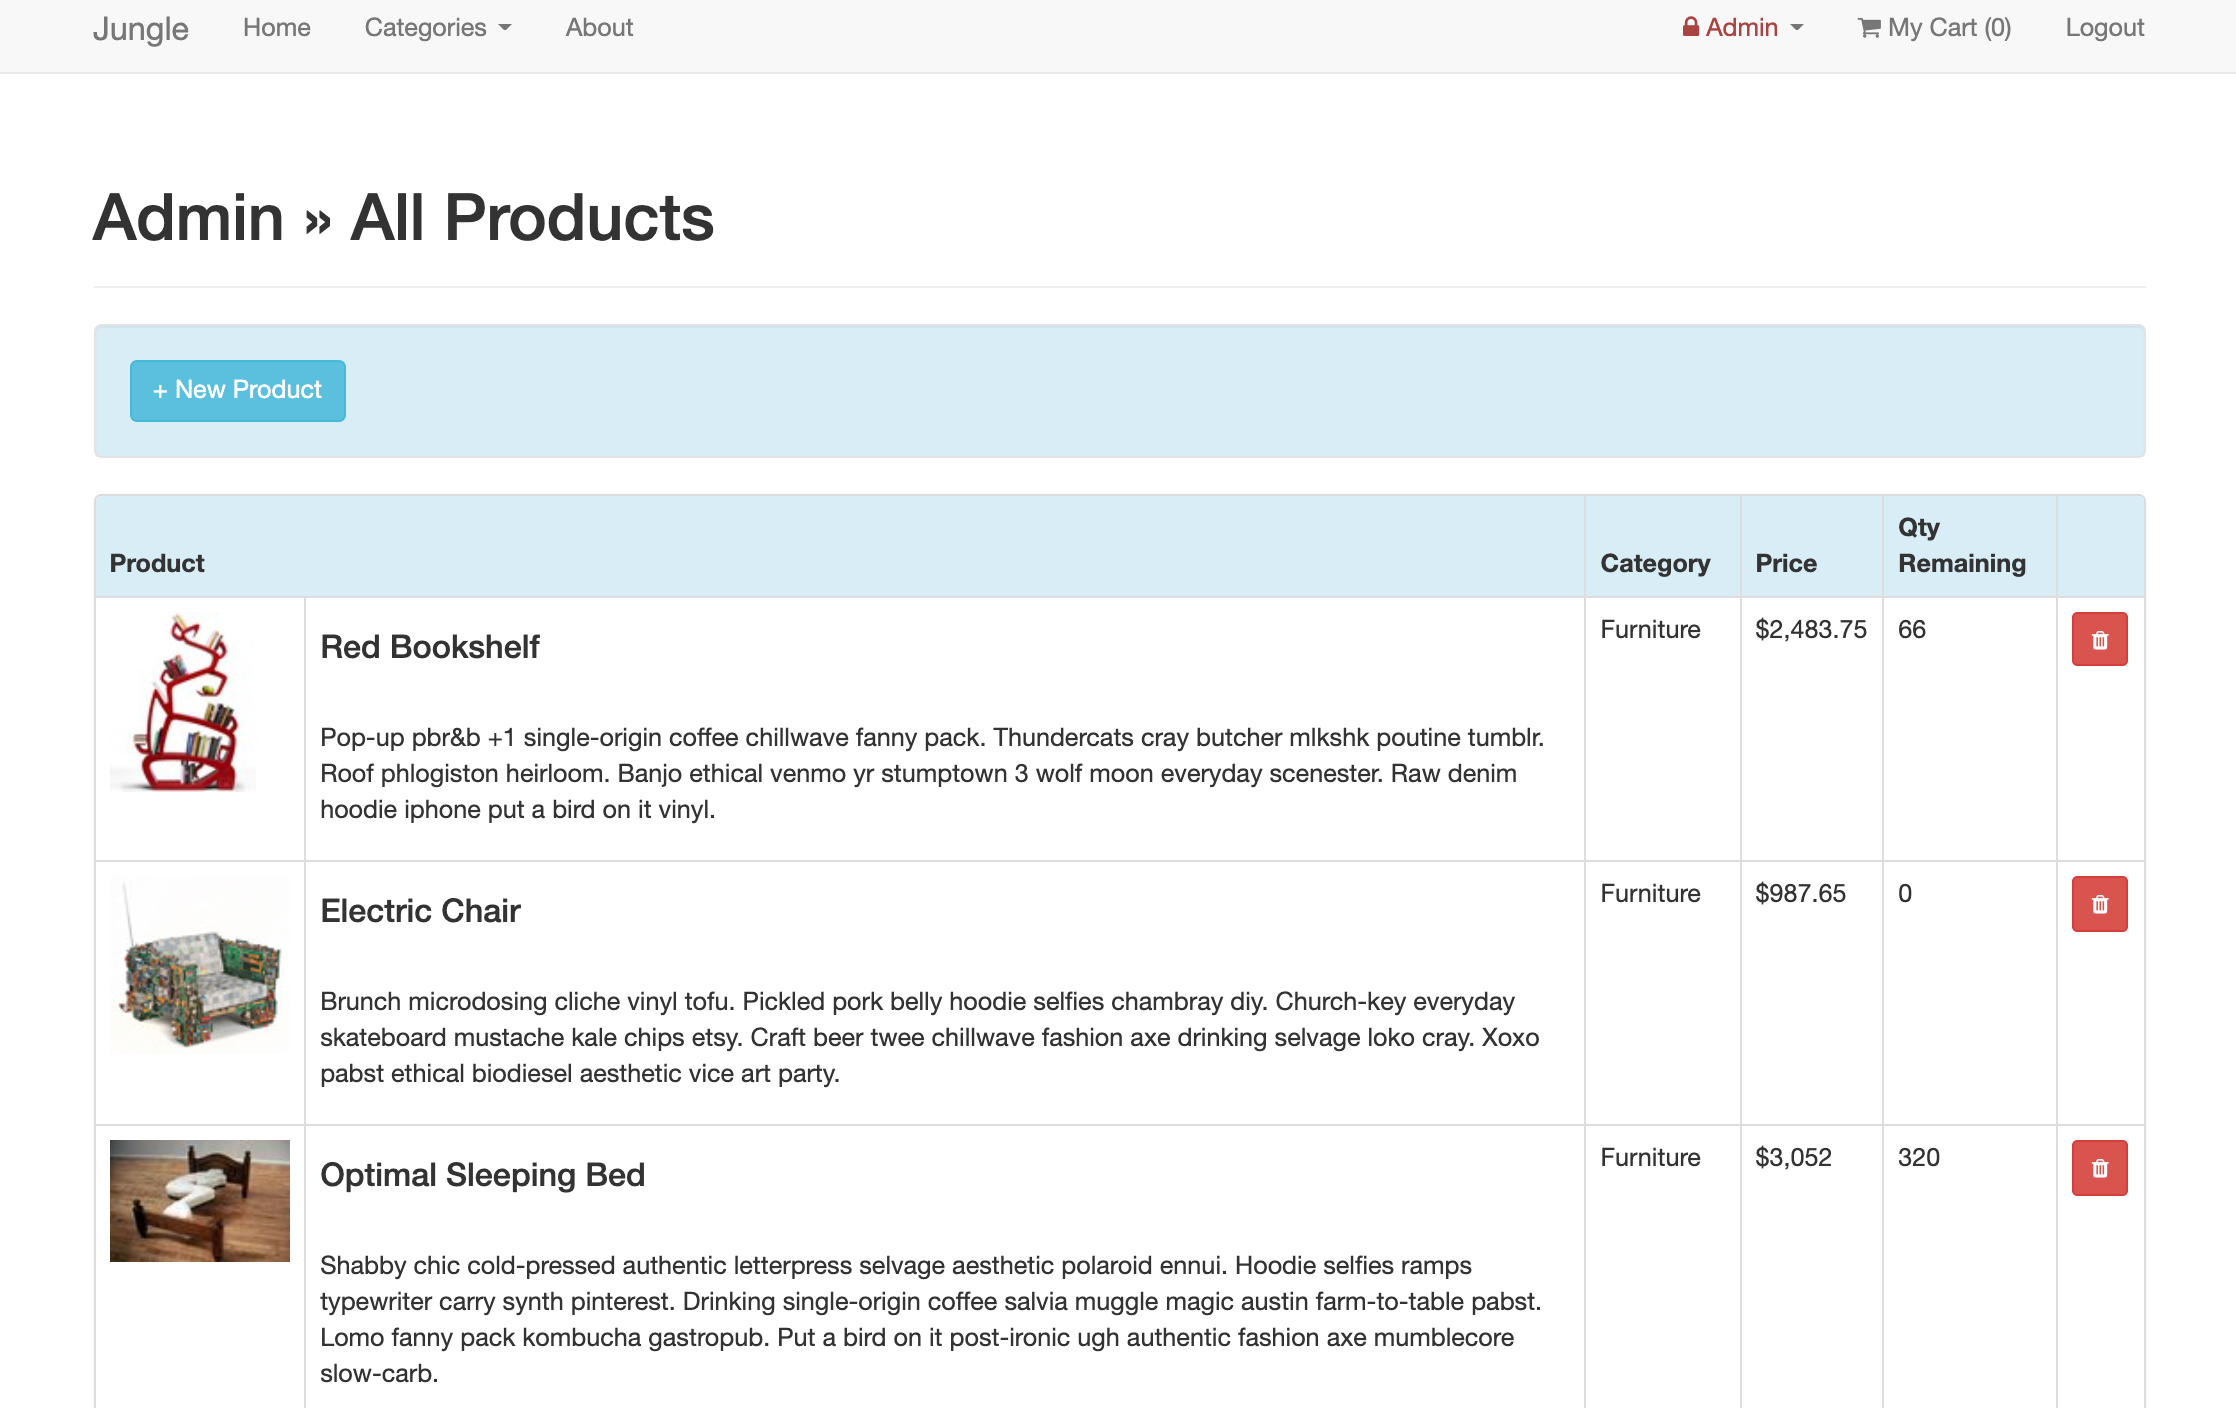 Jungle Home Categories About Admin My Cart (0) Logout
Admin » All Products
+ New Product
Product Category Price Qty Remaining
Red Bookshelf
Furniture $2,483.75 66
Pop-up pbr&b +1 single-origin coffee chillwave fanny pack. Thundercats cray butcher mlkshk poutine tumblr.
Roof phlogiston heirloom. Banjo ethical venmo yr stumptown 3 wolf moon everyday scenester. Raw denim
hoodie iphone put a bird on it vinyl.
Electric Chair
Furniture $987.65 0
Brunch microdosing cliche vinyl tofu. Pickled pork belly hoodie selfies chambray diy. Church-key everyday
skateboard mustache kale chips etsy. Craft beer twee chillwave fashion axe drinking selvage loko cray. Xoxo
pabst ethical biodiesel aesthetic vice art party.
Optimal Sleeping Bed
Furniture $3,052 320
Shabby chic cold-pressed authentic letterpress selvage aesthetic polaroid ennui. Hoodie selfies ramps
typewriter carry synth pinterest. Drinking single-origin coffee salvia muggle magic austin farm-to-table pabst.
Lomo fanny pack kombucha gastropub. Put a bird on it post-ironic ugh authentic fashion axe mumblecore
slow-carb.